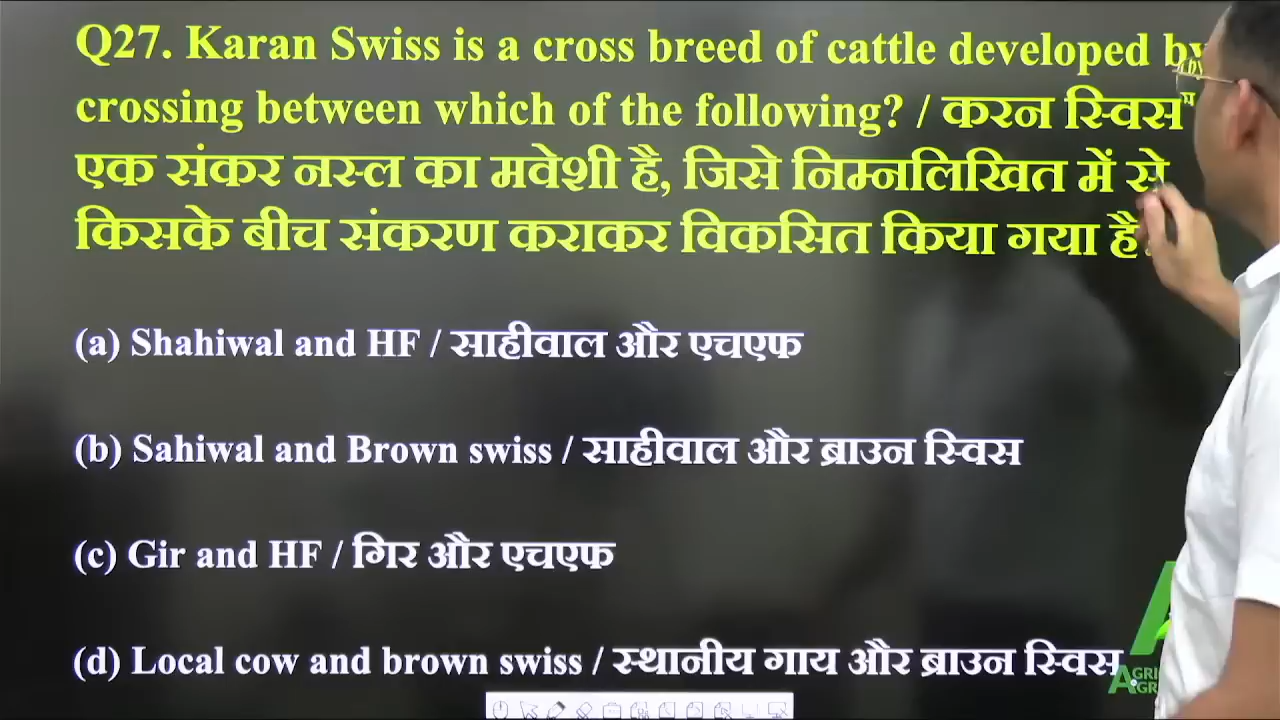 Q27. Karan Swiss is a cross breed of cattle developed by
crossing between which of the following? / करन स्विस
एक संकर नस्ल का मवेशी है, जिसे निम्नलिखित में से
किसके बीच संकरण कराकर विकसित किया गया है?
(a) Shahiwal and HF / साहीवाल और एचएफ
(b) Sahiwal and Brown swiss / साहीवाल और ब्राउन स्विस
(c) Gir and HF / गिर और एचएफ
(d) Local cow and brown swiss / स्थानीय गाय और ब्राउन स्विस